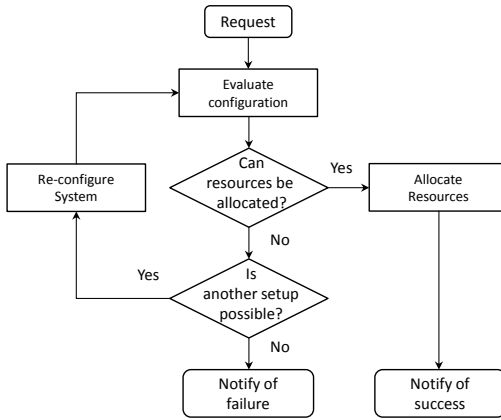 Request
Evaluate
configuration
Can
resources be
allocated?
Yes
Allocate
Resources
Re-configure
System
No
Is
another setup
possible?
Yes
No
Notify of
failure
Notify of
success